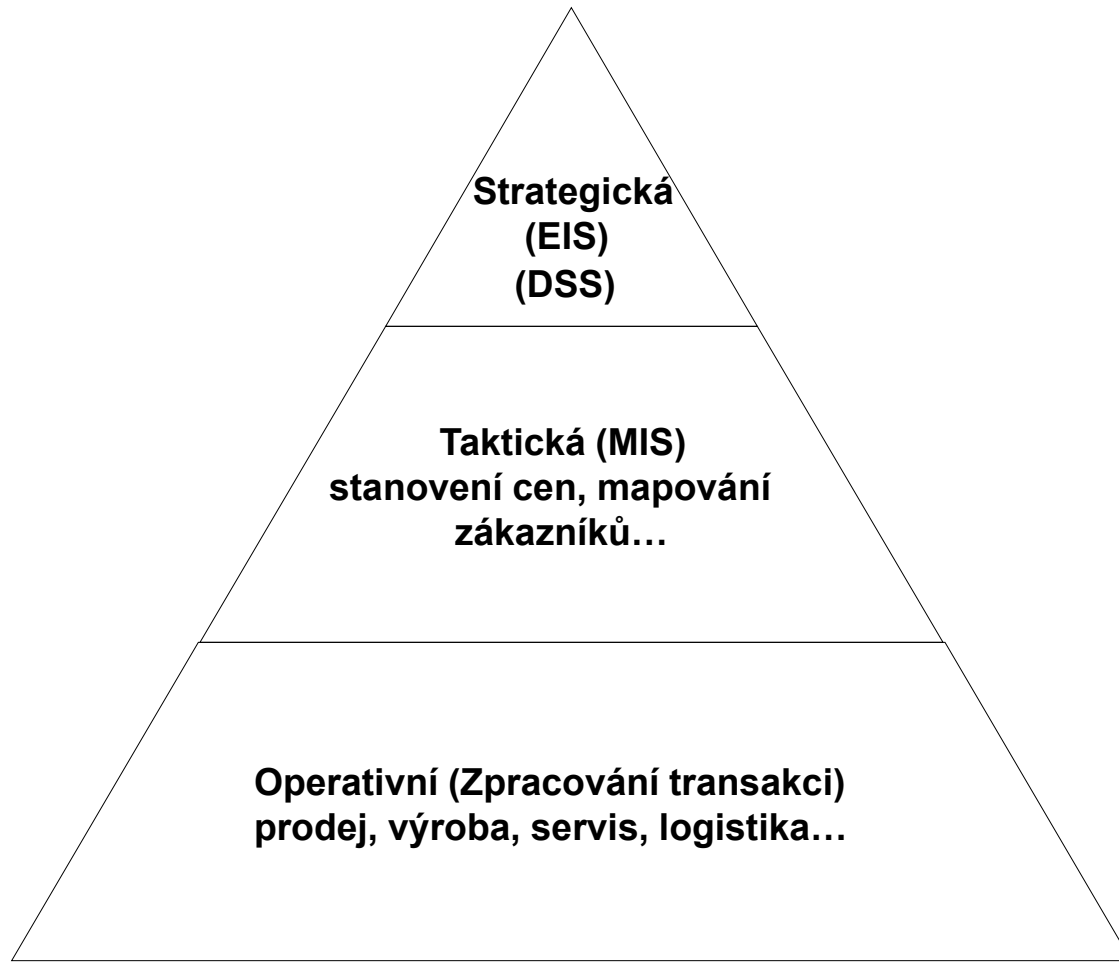 Strategická
(EIS)
(DSS)
Taktická (MIS)
stanovení cen, mapování
zákazníků…
Operativní (Zpracování transakci)
prodej, výroba, servis, logistika…